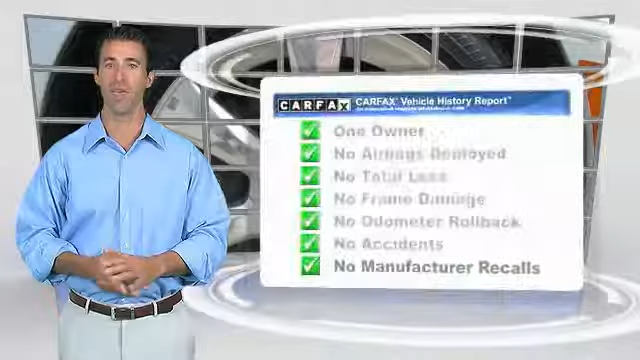 CARFAX CARFAX Vehicle History Report™
One Owner
No Airbags Deployed
No Total Loss
No Frame Damage
No Odometer Rollback
No Accidents
No Manufacturer Recalls